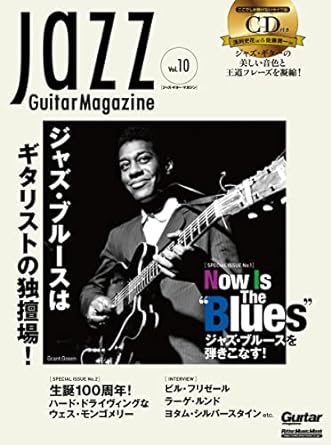 Jazz
GuitarMagazine
Vol.10
[ジャズ・ギター・マガジン]
CD付き
ジャズ・ギターの
美しい音色と
王道フレーズを凝縮!
ジャズ・ブルースは
ギタリストの独擅場!
Grant Green
[SPECIAL ISSUE No.1]
Now Is
The
“Blues”
ジャズ・ブルースを
弾きこなす!
[SPECIAL ISSUE No.2]
生誕100周年!
ハード・ドライヴィングな
ウェス・モンゴメリー
[INTERVIEW]
ビル・フリゼール
ラーゲ・ルンド
ヨタム・シルバースタイン etc.
Guitar
magazine
Rittor Music Mook